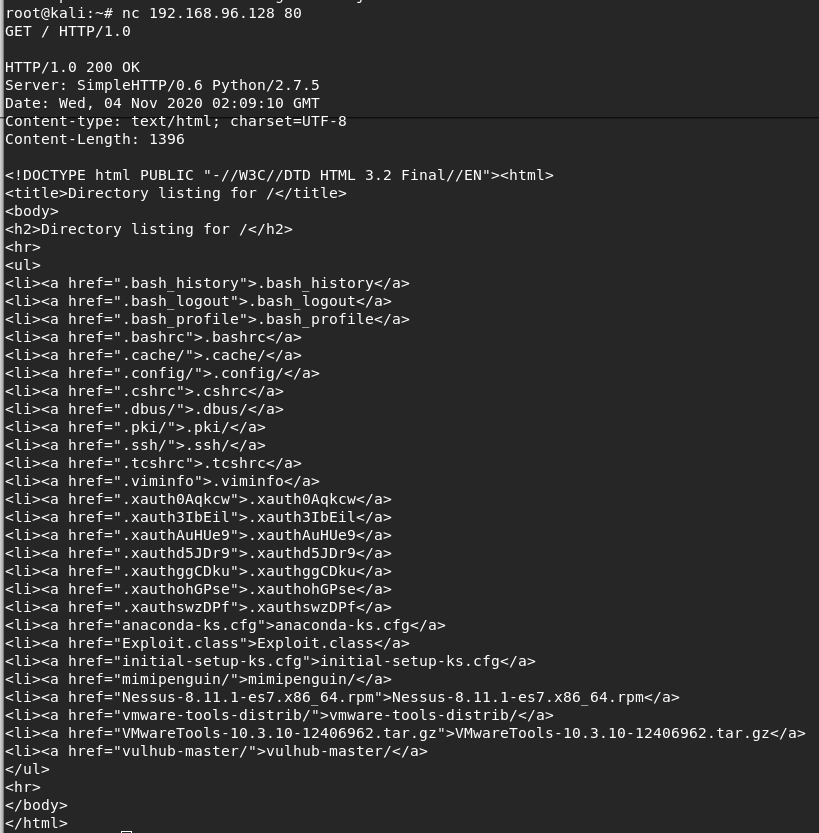 root@kali:~# nc 192.168.96.128 80
GET / HTTP/1.0

HTTP/1.0 200 OK
Server: SimpleHTTP/0.6 Python/2.7.5
Date: Wed, 04 Nov 2020 02:09:10 GMT
Content-type: text/html; charset=UTF-8
Content-Length: 1396

<!DOCTYPE html PUBLIC "-//W3C//DTD HTML 3.2 Final//EN"><html>
<title>Directory listing for /</title>
<body>
<h2>Directory listing for /</h2>
<hr>
<ul>
<li><a href=".bash_history">.bash_history</a>
<li><a href=".bash_logout">.bash_logout</a>
<li><a href=".bash_profile">.bash_profile</a>
<li><a href=".bashrc">.bashrc</a>
<li><a href=".cache/">.cache/</a>
<li><a href=".config/">.config/</a>
<li><a href=".cshrc">.cshrc</a>
<li><a href=".dbus/">.dbus/</a>
<li><a href=".pki/">.pki/</a>
<li><a href=".ssh/">.ssh/</a>
<li><a href=".tcshrc">.tcshrc</a>
<li><a href=".viminfo">.viminfo</a>
<li><a href=".xauth0Aqkcw">.xauth0Aqkcw</a>
<li><a href=".xauth3IbEil">.xauth3IbEil</a>
<li><a href=".xauthAuHUe9">.xauthAuHUe9</a>
<li><a href=".xauthd5JDr9">.xauthd5JDr9</a>
<li><a href=".xauthggCDku">.xauthggCDku</a>
<li><a href=".xauthohGPse">.xauthohGPse</a>
<li><a href=".xauthswzDPf">.xauthswzDPf</a>
<li><a href="anaconda-ks.cfg">anaconda-ks.cfg</a>
<li><a href="Exploit.class">Exploit.class</a>
<li><a href="initial-setup-ks.cfg">initial-setup-ks.cfg</a>
<li><a href="mimipenguin/">mimipenguin/</a>
<li><a href="Nessus-8.11.1-es7.x86_64.rpm">Nessus-8.11.1-es7.x86_64.rpm</a>
<li><a href="vmware-tools-distrib/">vmware-tools-distrib/</a>
<li><a href="VMwareTools-10.3.10-12406962.tar.gz">VMwareTools-10.3.10-12406962.tar.gz</a>
<li><a href="vulhub-master/">vulhub-master/</a>
</ul>
<hr>
</body>
</html>